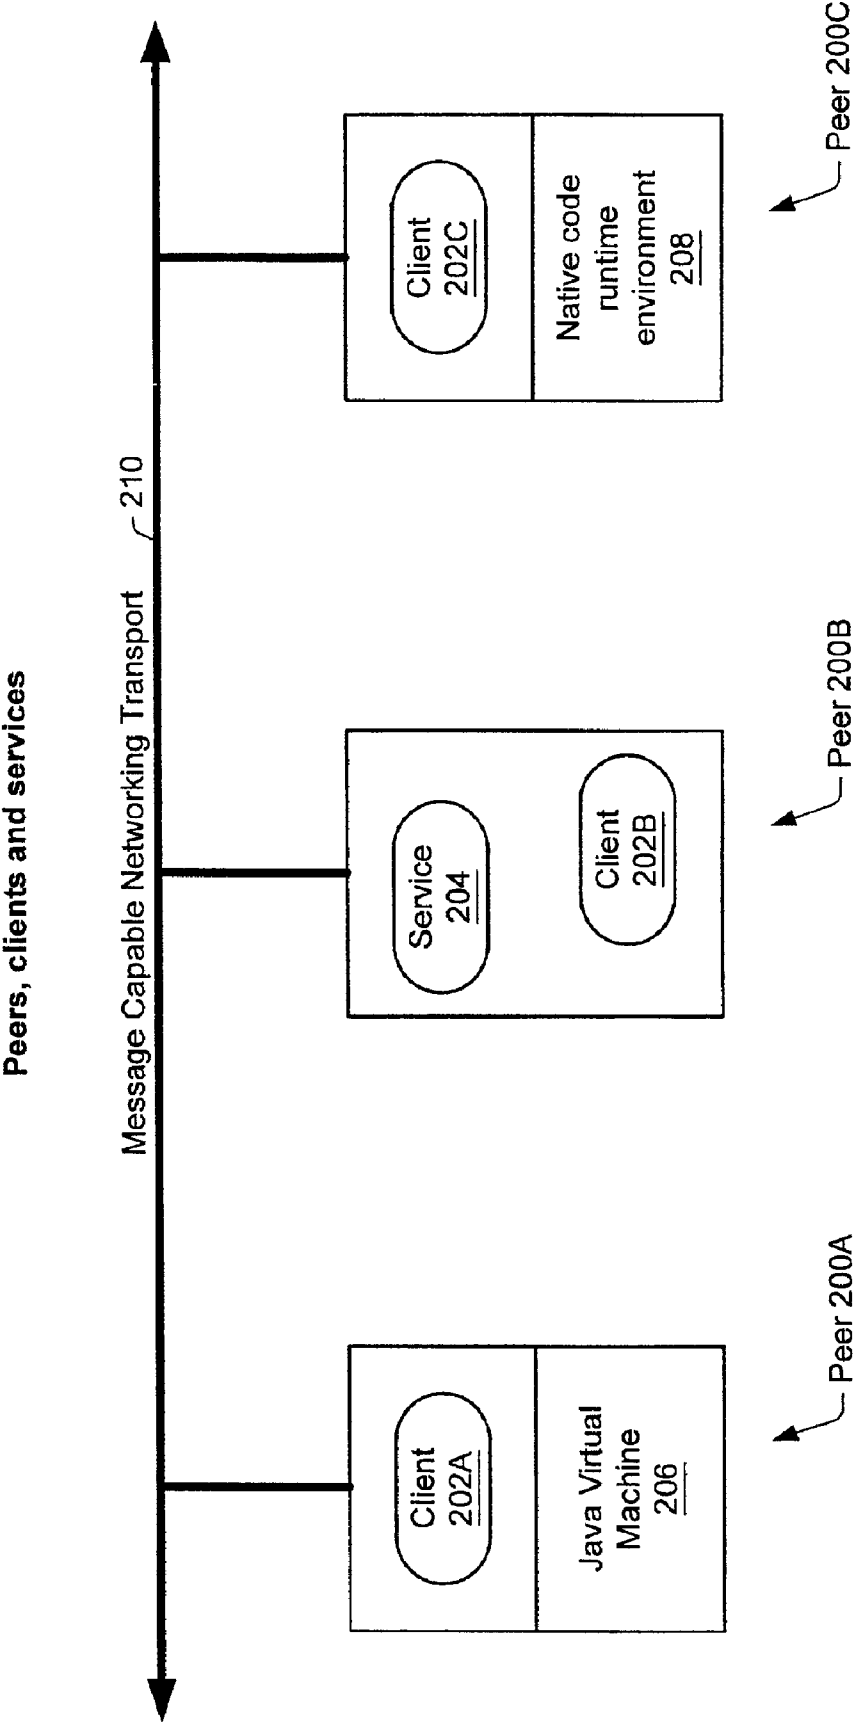 Peers, clients and services
Message Capable Networking Transport
210
Client
202A
Java Virtual
Machine
206
Peer 200A
Service
204
Client
202B
Peer 200B
Client
202C
Native code
runtime
environment
208
Peer 200C